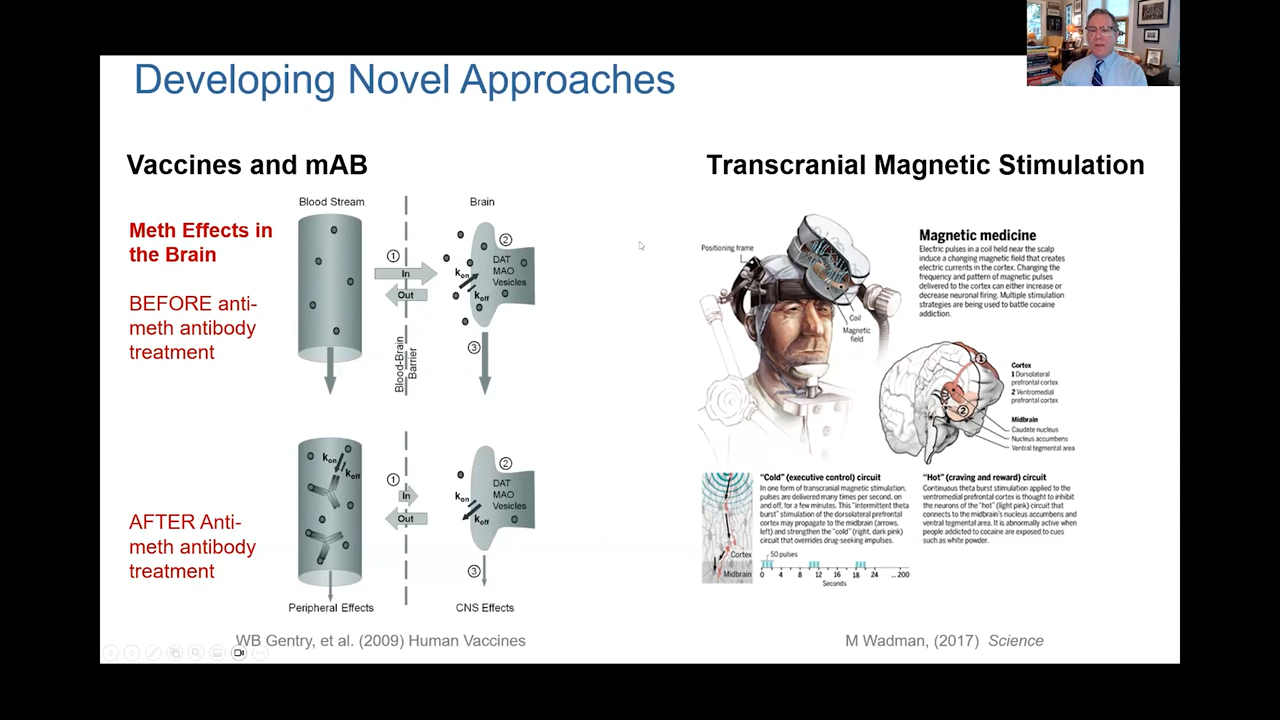 Developing Novel Approaches
Vaccines and mAB
Meth Effects in
the Brain
BEFORE anti-
meth antibody
treatment
Blood Stream
Brain
1
In
Out
Blood-Brain
Barrier
2
DAT
MAO
Vesicles
kon
koff
3
AFTER Anti-
meth antibody
treatment
kon
koff
1
In
Out
2
DAT
MAO
Vesicles
kon
koff
3
Peripheral Effects
CNS Effects
WB Gentry, et al. (2009) Human Vaccines
Transcranial Magnetic Stimulation
Positioning frame
Coil
Magnetic
field
Magnetic medicine
Electric pulses in a coil held near the scalp
induce a changing magnetic field that creates
electric currents in the cortex. Changing the
frequency and pattern of magnetic pulses
delivered to the cortex can either increase or
decrease neuronal firing. Multiple stimulation
strategies are being used to battle cocaine
addiction.
1
2
Cortex
1 Dorsolateral
prefrontal cortex
2 Ventromedial
prefrontal cortex
Midbrain
Caudate nucleus
Nucleus accumbens
Ventral tegmental area
"Cold" (executive control) circuit
In one form of transcranial magnetic stimulation,
pulses are delivered many times per second, on
and off, for a few minutes. This "intermittent theta
burst" stimulation of the dorsolateral prefrontal
cortex may propagate to the midbrain (arrows,
left) and strengthen the "cold" (right, dark pink)
circuit that overrides drug-seeking impulses.
Cortex
Midbrain
50 pulses
0 4 8 12 16 18 24 ...200
Seconds
"Hot" (craving and reward) circuit
Continuous theta burst stimulation applied to the
ventromedial prefrontal cortex is thought to inhibit
the neurons of the "hot" (light pink) circuit that
connects to the midbrain's nucleus accumbens and
ventral tegmental area. It is abnormally active when
people addicted to cocaine are exposed to cues
such as white powder.
M Wadman, (2017) Science